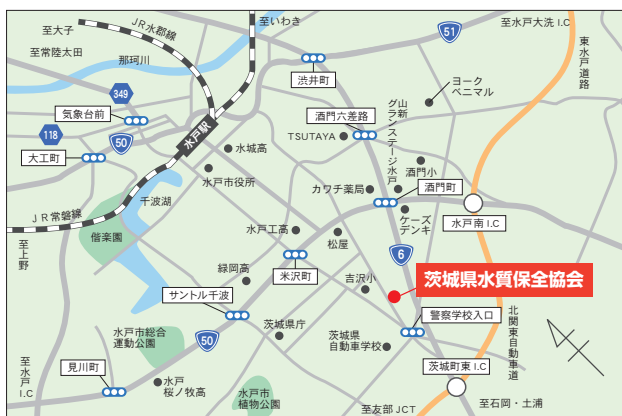 至大子
JR水郡線
至いわき
至水戸大洗 I.C
51
至常陸太田
那珂川
渋井町
東水戸道路
ヨーク
ベニマル
349
気象台前
酒門六差路
山新
グランステージ水戸
118
50
水戸駅
TSUTAYA
大工町
水城高
酒門小
水戸市役所
カワチ薬局
酒門町
千波湖
JR常磐線
ケーズ
デンキ
水戸南 I.C
偕楽園
水戸工高
松屋
至上野
米沢町
6
緑岡高
吉沢小
茨城県水質保全協会
サントル千波
警察学校入口
北関東自動車道
水戸市総合
運動公園
50
茨城県庁
茨城県
自動車学校
至水戸I.C
見川町
茨城町東 I.C
水戸
桜ノ牧高
水戸市
植物公園
至友部 JCT
至石岡・土浦